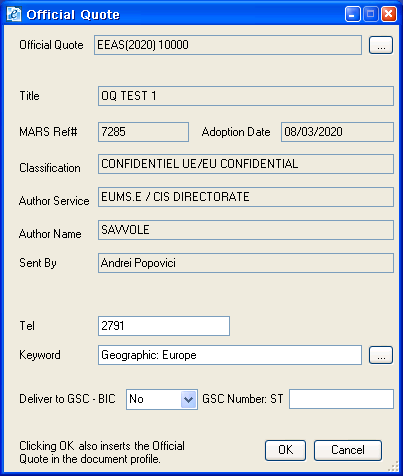 Official Quote
Official Quote EEAS(2020) 10000 ...
Title OQ TEST 1
MARS Ref# 7285 Adoption Date 08/03/2020
Classification CONFIDENTIEL UE/EU CONFIDENTIAL
Author Service EUMS.E / CIS DIRECTORATE
Author Name SAVVOLE
Sent By Andrei Popovici
Tel 2791
Keyword Geographic: Europe ...
Deliver to GSC - BIC No GSC Number: ST
Clicking OK also inserts the Official
Quote in the document profile.
OK Cancel